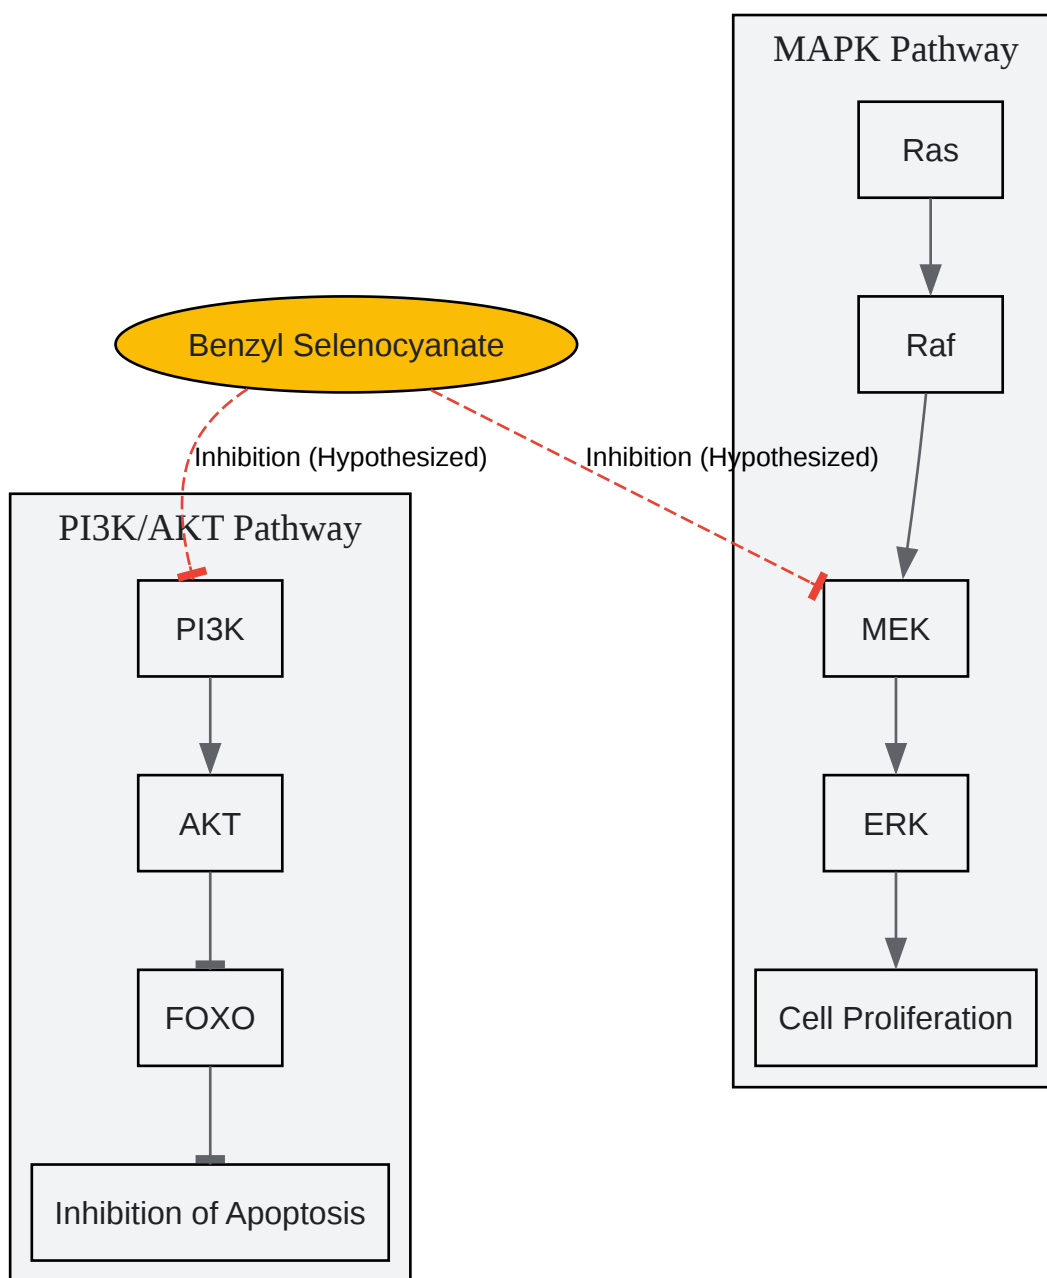 MAPK Pathway
Ras
Raf
Benzyl Selenocyanate
Inhibition (Hypothesized)
Inhibition (Hypothesized)
PI3K/AKT Pathway
PI3K
MEK
AKT
ERK
FOXO
Cell Proliferation
Inhibition of Apoptosis